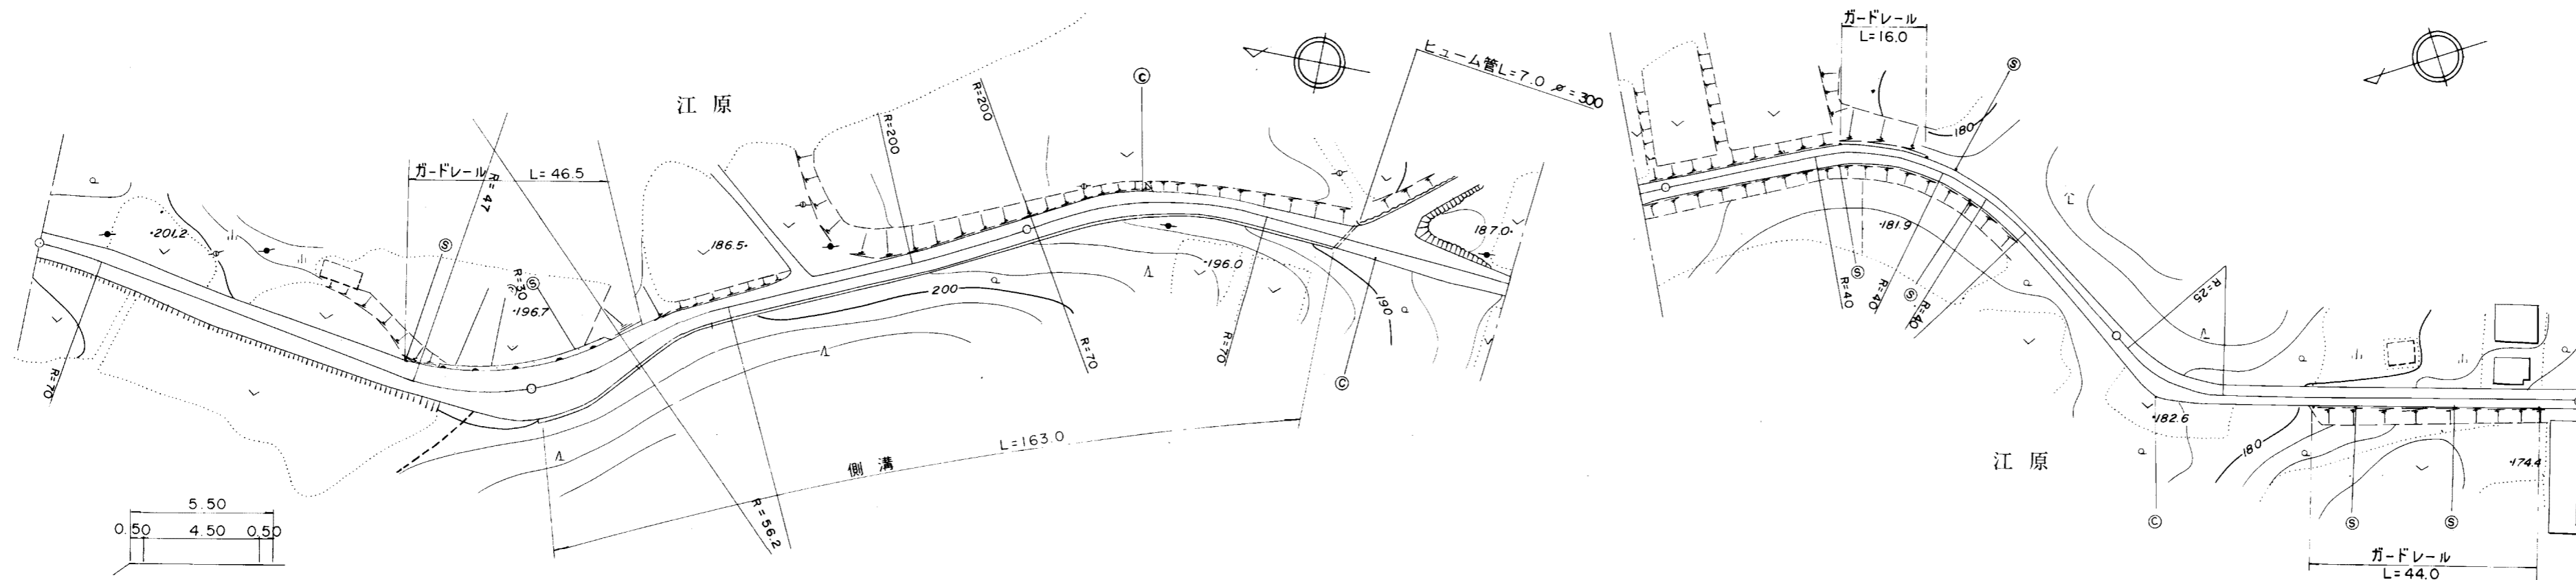 江原
ガードレール
L=46.5
R=47
R=200
R=200
Ⓒ
ヒューム管L=7.0 ø=300
・201.2
Ⓢ
R=30
Ⓢ
・196.7
186.5・
200
・196.0
190
187.0・
R=70
R=70
R=70
Ⓒ
L=163.0
側溝
R=56.2
5.50
0.50 4.50 0.50
ガードレール
L=16.0
Ⓢ
180
・181.9
R=40
Ⓢ
R=40
Ⓢ
R=40
R=25
・182.6
江原
180
・174.4
Ⓒ
Ⓢ
Ⓢ
ガードレール
L=44.0